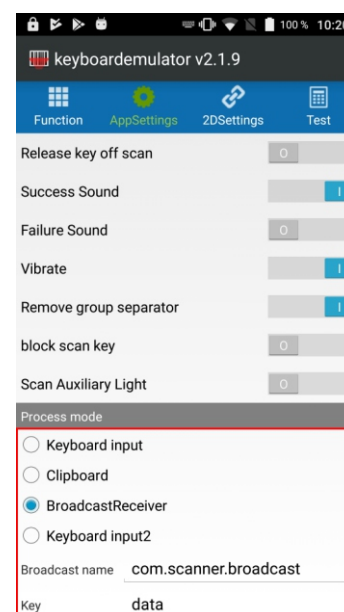 100 % 10:20
keyboardemulator v2.1.9
Function AppSettings 2DSettings Test
Release key off scan O
Success Sound I
Failure Sound O
Vibrate I
Remove group separator I
block scan key O
Scan Auxiliary Light O
Process mode
Keyboard input
Clipboard
BroadcastReceiver
Keyboard input2
Broadcast name com.scanner.broadcast
Key data